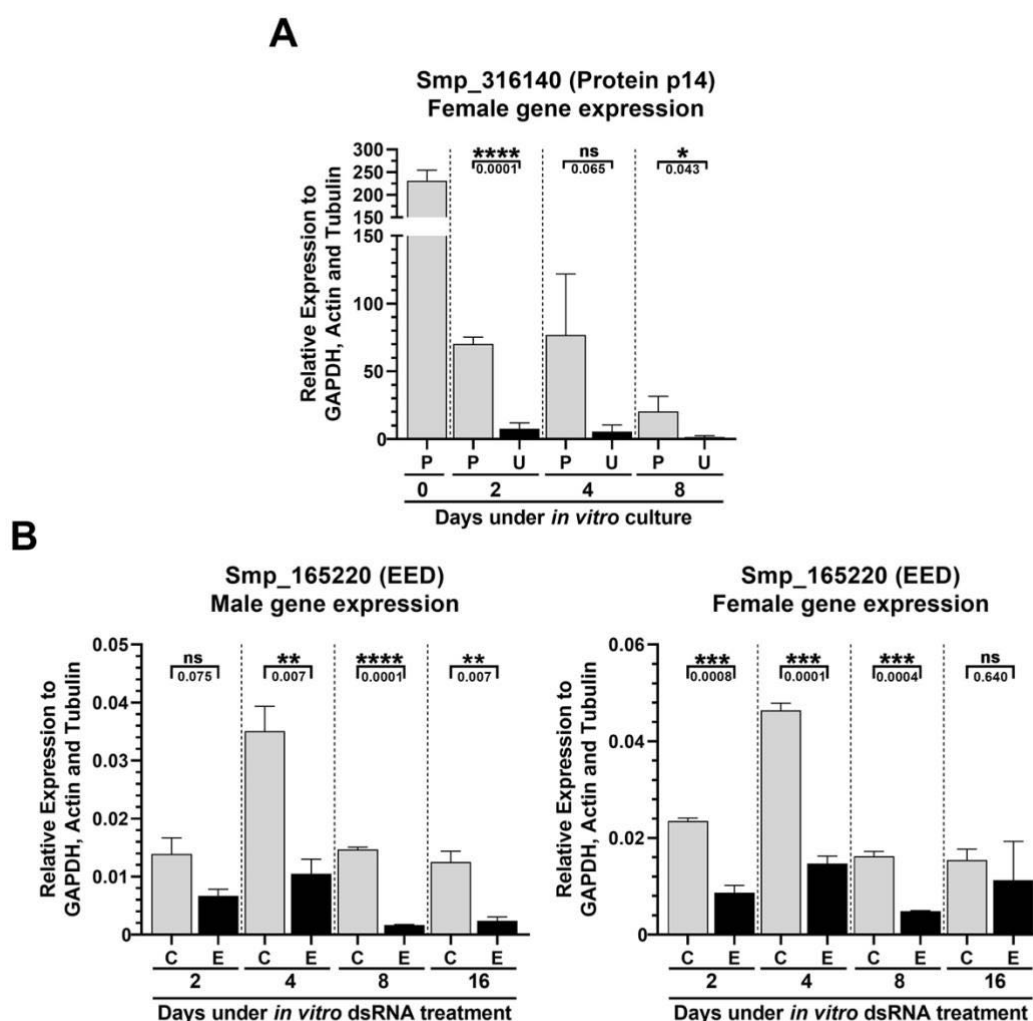 A
Smp_316140 (Protein p14)
Female gene expression
Relative Expression to
GAPDH, Actin and Tubulin
300
250
200
150
150
100
50
0
**** ns *
0.0001 0.065 0.043
P P U P U P U
0 2 4 8
Days under in vitro culture
B
Smp_165220 (EED)
Male gene expression
Relative Expression to
GAPDH, Actin and Tubulin
0.05
0.04
0.03
0.02
0.01
0
ns ** **** **
0.075 0.007 0.0001 0.007
C E C E C E C E
2 4 8 16
Days under in vitro dsRNA treatment
Smp_165220 (EED)
Female gene expression
Relative Expression to
GAPDH, Actin and Tubulin
0.06
0.04
0.02
0
*** *** *** ns
0.0008 0.0001 0.0004 0.640
C E C E C E C E
2 4 8 16
Days under in vitro dsRNA treatment